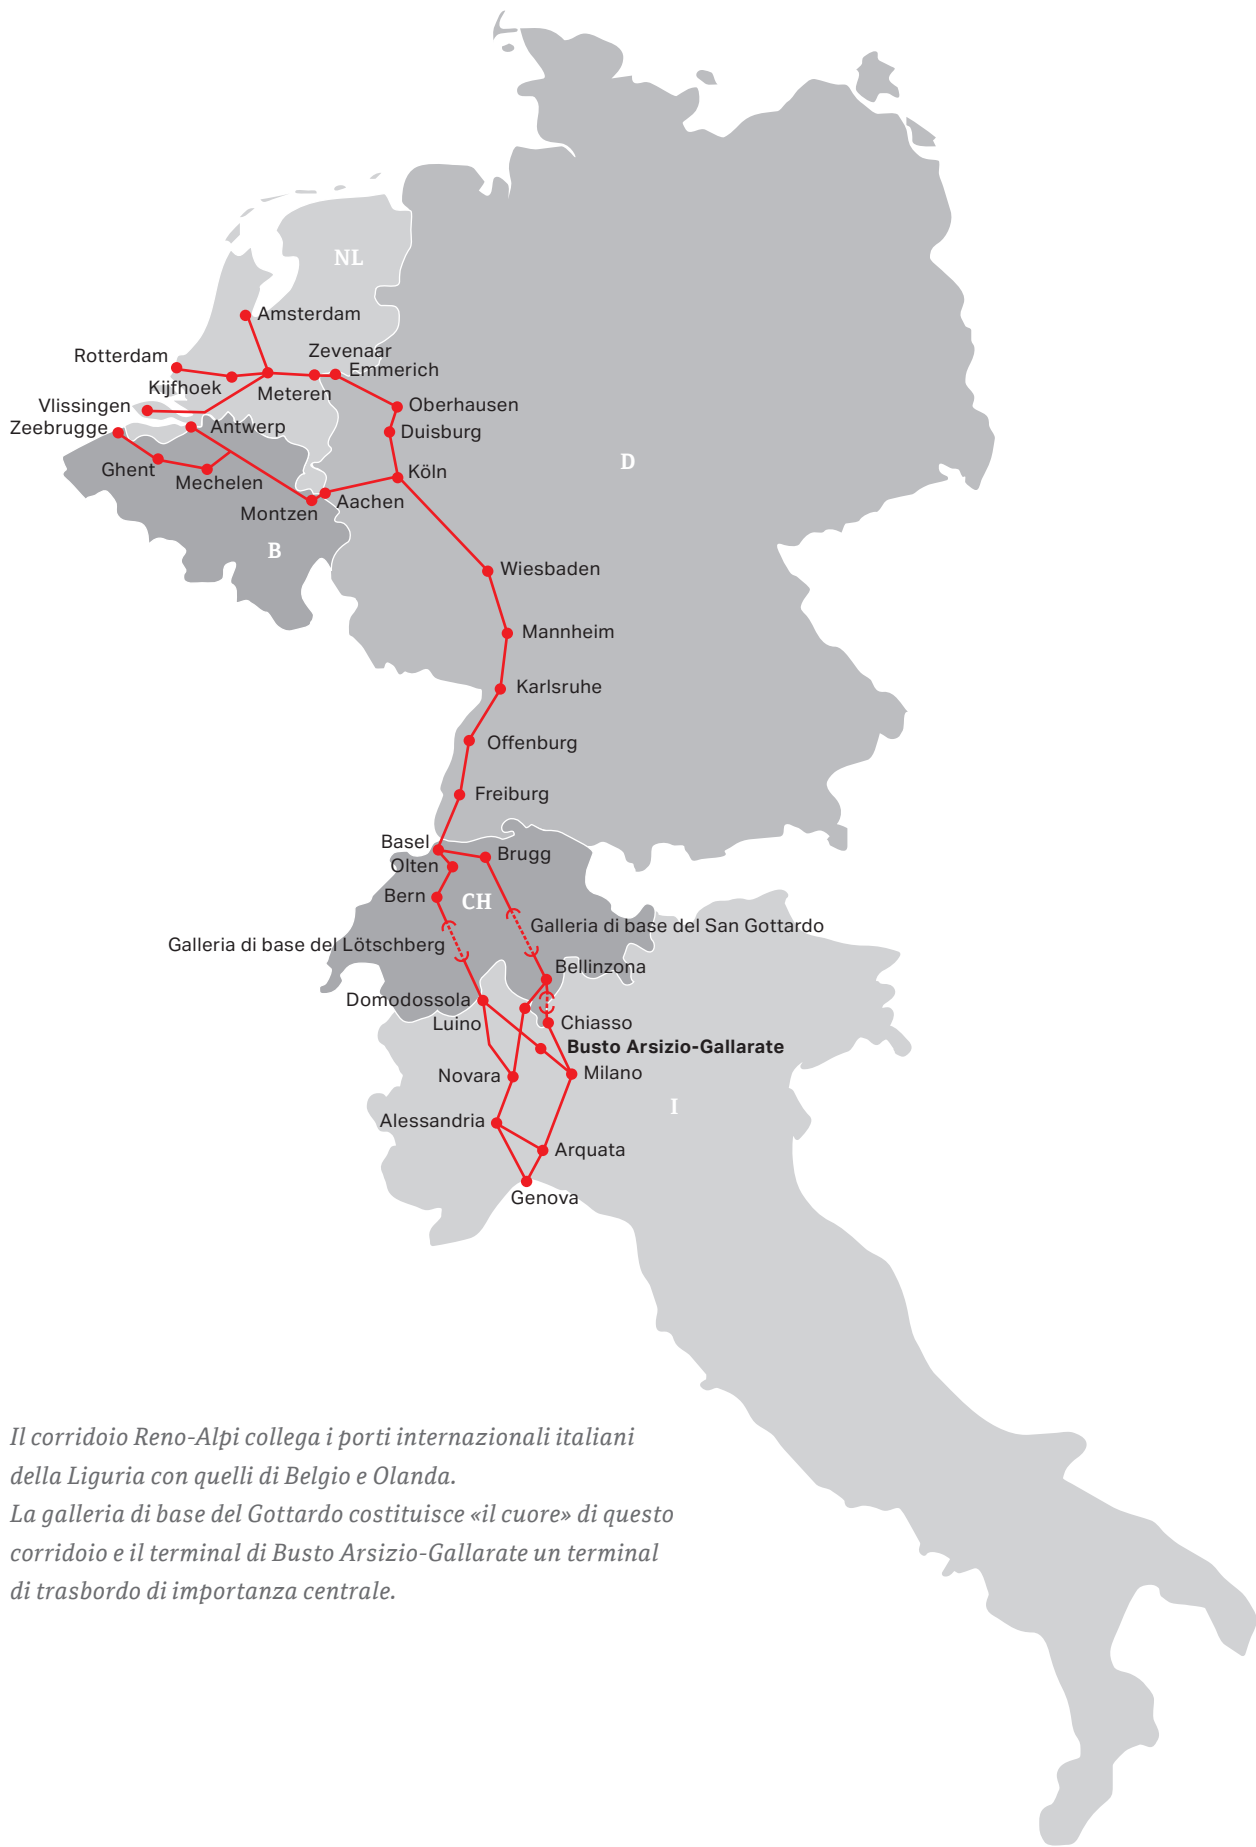 NL
Amsterdam
Zevenaar
Rotterdam
Emmerich
Kijfhoek
Meteren
Vlissingen
Oberhausen
Zeebrugge
Antwerp
Duisburg
D
Ghent
Mechelen
Köln
Aachen
Montzen
B
Wiesbaden
Mannheim
Karlsruhe
Offenburg
Freiburg
Basel
Brugg
Olten
Bern
CH
Galleria di base del San Gottardo
Galleria di base del Lötschberg
Bellinzona
Domodossola
Luino
Chiasso
Busto Arsizio-Gallarate
Novara
Milano
I
Alessandria
Arquata
Genova
Il corridoio Reno-Alpi collega i porti internazionali italiani
della Liguria con quelli di Belgio e Olanda.
La galleria di base del Gottardo costituisce «il cuore» di questo
corridoio e il terminal di Busto Arsizio-Gallarate un terminal
di trasbordo di importanza centrale.